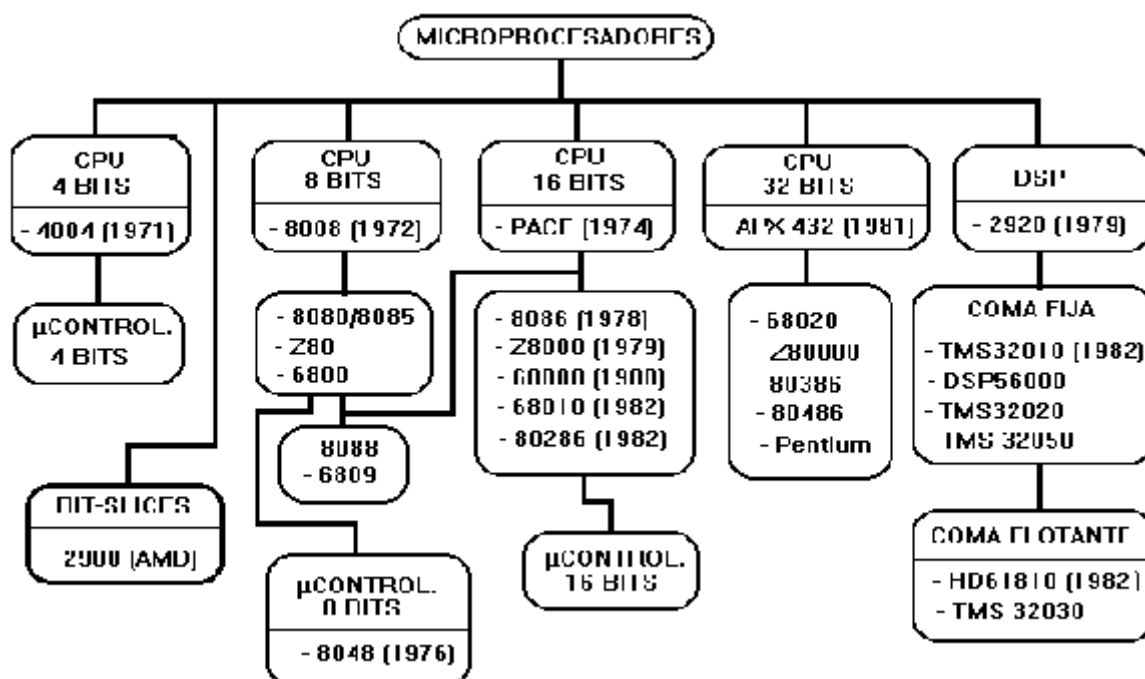 MICROPROCESADORES
CPU
4 BITS
- 4004 (1971)
µCONTROL.
4 BITS
BIT-SLICES
2900 (AMD)
CPU
8 BITS
- 8008 (1972)
- 8080/8085
- Z80
- 6800
8088
- 6809
µCONTROL.
8 BITS
- 8048 (1976)
CPU
16 BITS
- PACE (1974)
- 8086 (1978)
- Z8000 (1979)
- 68010 (1982)
- 80286 (1982)
µCONTROL.
16 BITS
CPU
32 BITS
APX 432 (1981)
- 68020
Z80000
80386
- 80486
- Pentium
DSP
- 2920 (1979)
COMA FIJA
- TMS32010 (1982)
- DSP56000
- TMS32020
TMS 32050
COMA FLOTANTE
- HD61810 (1982)
- TMS 32030